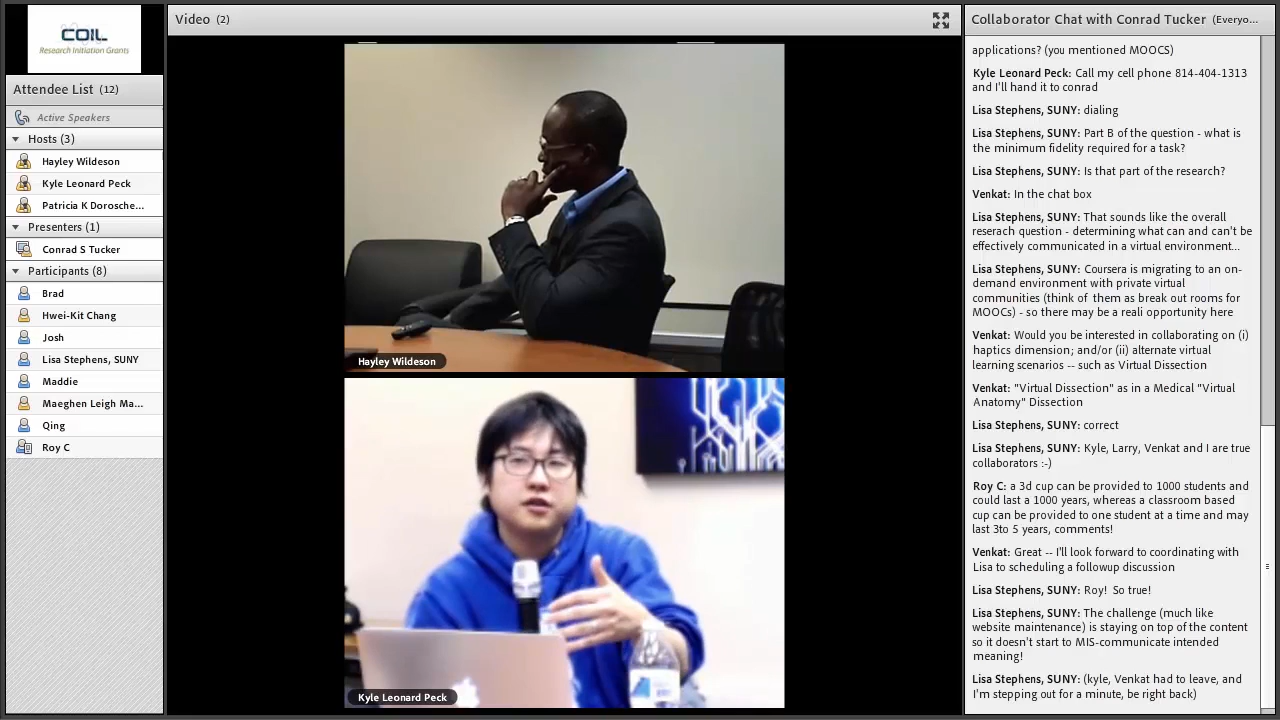 COIL
Research Initiation Grants
Attendee List (12)
Active Speakers
Hosts (3)
Hayley Wildeson
Kyle Leonard Peck
Patricia K Dorosche...
Presenters (1)
Conrad S Tucker
Participants (8)
Brad
Hwei-Kit Chang
Josh
Lisa Stephens, SUNY
Maddie
Maeghen Leigh Ma...
Qing
Roy C
Video (2)
Hayley Wildeson
Kyle Leonard Peck
Collaborator Chat with Conrad Tucker (Everyo...
applications? (you mentioned MOOCS)
Kyle Leonard Peck: Call my cell phone 814-404-1313
and I'll hand it to conrad
Lisa Stephens, SUNY: dialing
Lisa Stephens, SUNY: Part B of the question - what is
the minimum fidelity required for a task?
Lisa Stephens, SUNY: Is that part of the research?
Venkat: In the chat box
Lisa Stephens, SUNY: That sounds like the overall
reserach question - determining what can and can't be
effectively communicated in a virtual environment...
Lisa Stephens, SUNY: Coursera is migrating to an on-
demand environment with private virtual
communities (think of them as break out rooms for
MOOCS) - so there may be a reali opportunity here
Venkat: Would you be interested in collaborating on (i)
haptics dimension; and/or (ii) alternate virtual
learning scenarios -- such as Virtual Dissection
Venkat: "Virtual Dissection" as in a Medical "Virtual
Anatomy" Dissection
Lisa Stephens, SUNY: correct
Lisa Stephens, SUNY: Kyle, Larry, Venkat and I are true
collaborators :-)
Roy C: a 3d cup can be provided to 1000 students and
could last a 1000 years, whereas a classroom based
cup can be provided to one student at a time and may
last 3to 5 years, comments!
Venkat: Great -- I'll look forward to coordinating with
Lisa to scheduling a followup discussion
Lisa Stephens, SUNY: Roy! So true!
Lisa Stephens, SUNY: The challenge (much like
website maintenance) is staying on top of the content
so it doesn't start to MIS-communicate intended
meaning!
Lisa Stephens, SUNY: (kyle, Venkat had to leave, and
I'm stepping out for a minute, be right back)